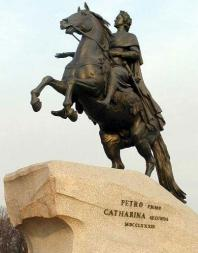 PETRO primo
CATHARINA secunda
MDCCLXXXII